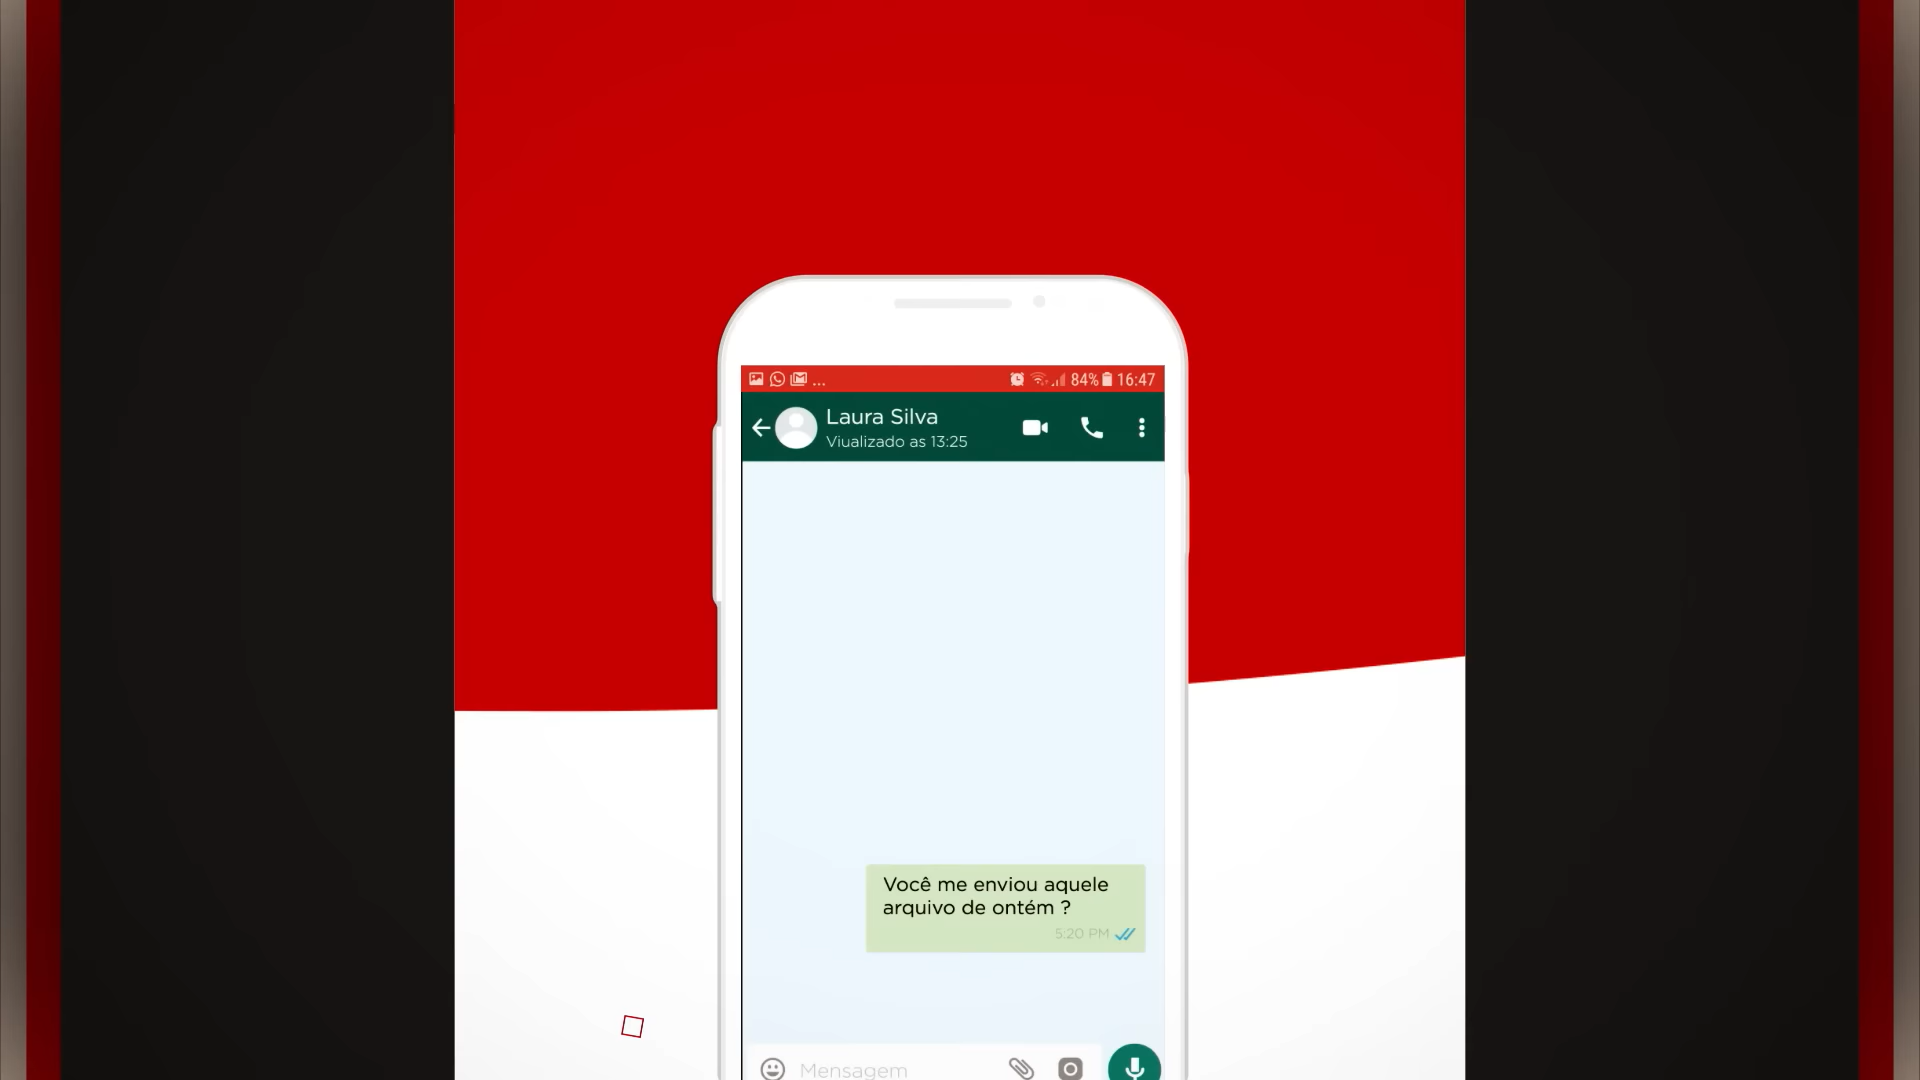 84% 16:47
Laura Silva
Viualizado as 13:25
Você me enviou aquele
arquivo de ontém ?
5:20 PM
Mensagem